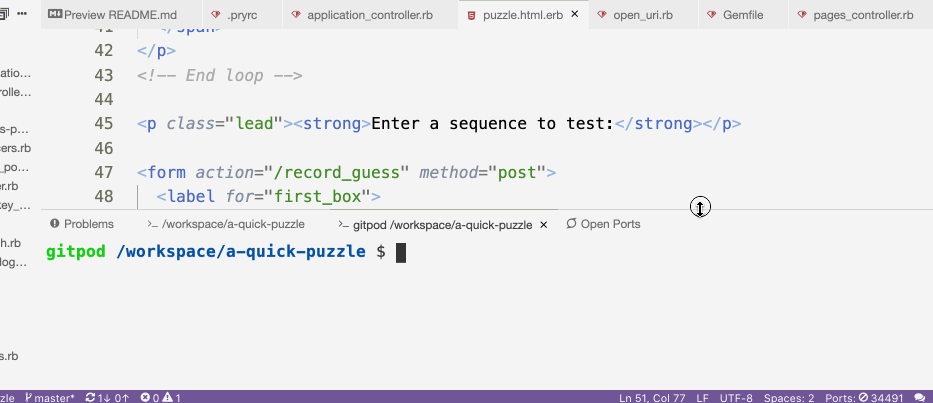 Preview README.md .pryrc application_controller.rb puzzle.html.erb × open_uri.rb Gemfile pages_controller.rb
41 </span>
42 </p>
43 <!-- End loop -->
44
45 <p class="lead"><strong>Enter a sequence to test:</strong></p>
46
47 <form action="/record_guess" method="post">
48 <label for="first_box">
atio...
rolle...
s-p...
cers.rb
_po...
er.rb
key_...
h.rb
log...
s.rb
Problems >_ /workspace/a-quick-puzzle >_ gitpod /workspace/a-quick-puzzle × Open Ports
gitpod /workspace/a-quick-puzzle $
zle master* 1↓ 0↑ 0 1 Ln 51, Col 77 LF UTF-8 Spaces: 2 Ports: 34491